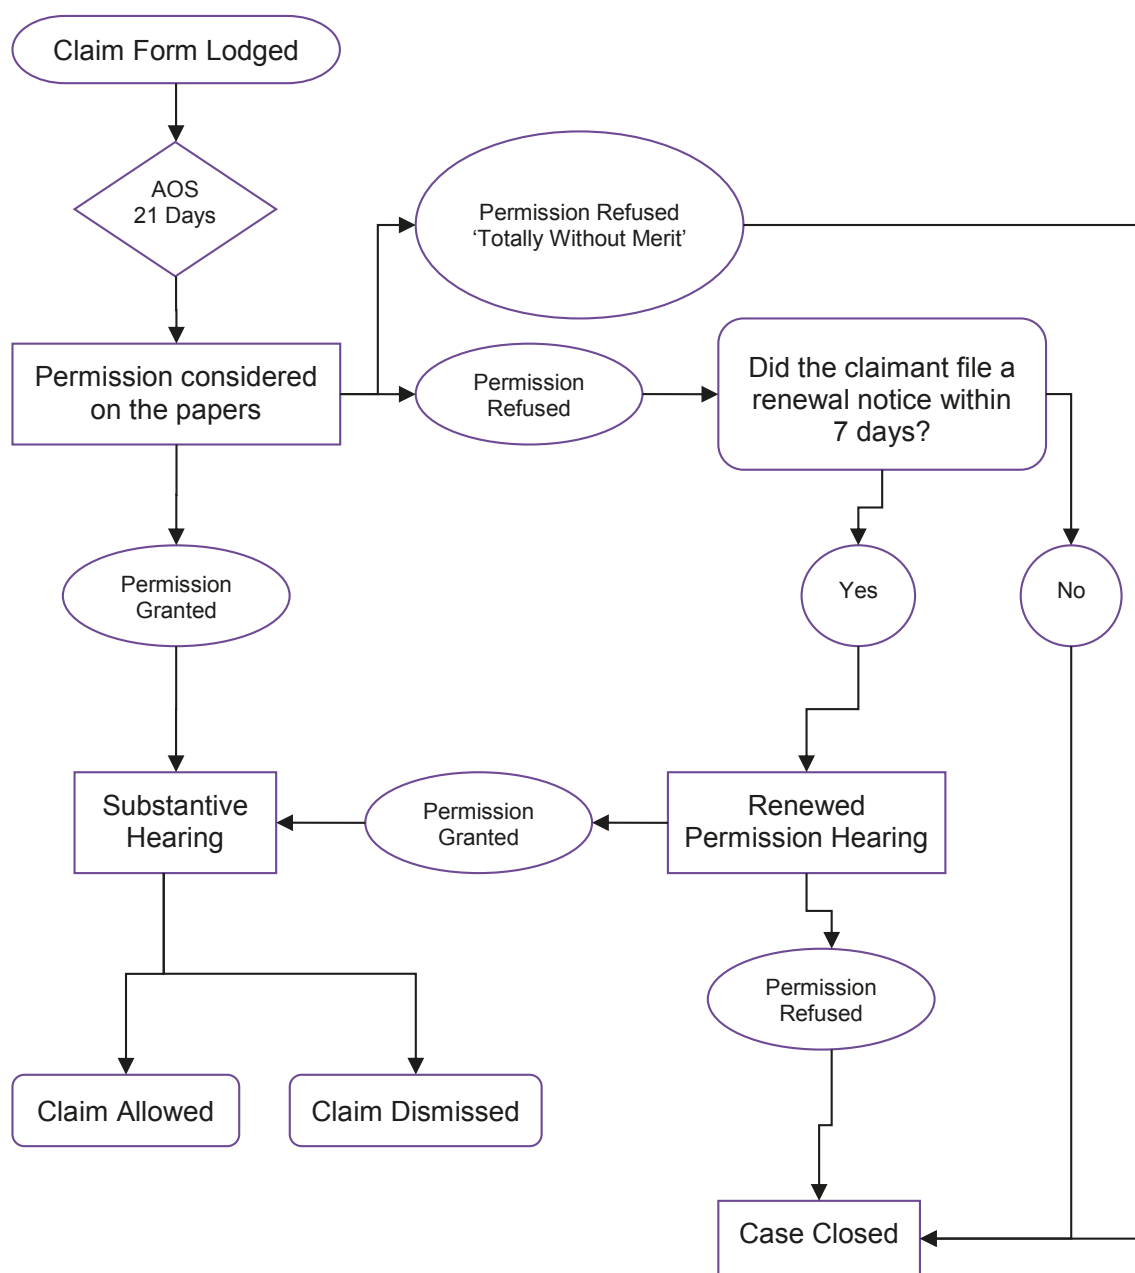 Claim Form Lodged
AOS
21 Days
Permission Refused
‘Totally Without Merit’
Permission considered
on the papers
Permission
Refused
Did the claimant file a
renewal notice within
7 days?
Permission
Granted
Yes
No
Substantive
Hearing
Permission
Granted
Renewed
Permission Hearing
Permission
Refused
Claim Allowed
Claim Dismissed
Case Closed